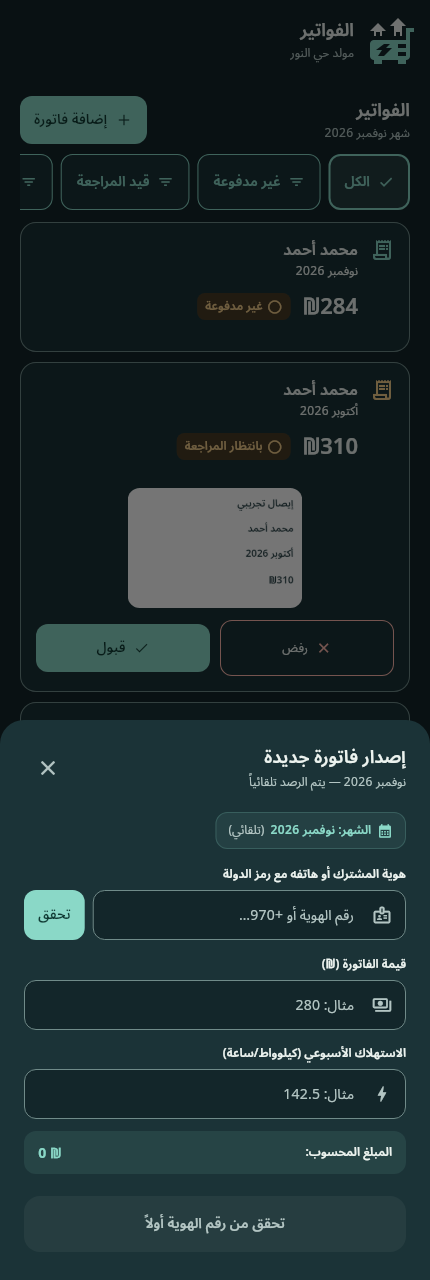 الفواتير
مولد حي النور
الفواتير
شهر نوفمبر 2026
إضافة فاتورة
الكل
غير مدفوعة
قيد المراجعة
محمد أحمد
نوفمبر 2026
₪284
غير مدفوعة
محمد أحمد
أكتوبر 2026
₪310
بانتظار المراجعة
إيصال تجريبي
محمد أحمد
أكتوبر 2026
₪310
رفض
قبول
إصدار فاتورة جديدة
نوفمبر 2026 — يتم الرصد تلقائياً
الشهر: نوفمبر 2026 (تلقائي)
هوية المشترك أو هاتفه مع رمز الدولة
رقم الهوية أو +970...
تحقق
قيمة الفاتورة (₪)
مثال: 280
الاستهلاك الأسبوعي (كيلوواط/ساعة)
مثال: 142.5
المبلغ المحسوب:
0 ₪
تحقق من رقم الهوية أولاً